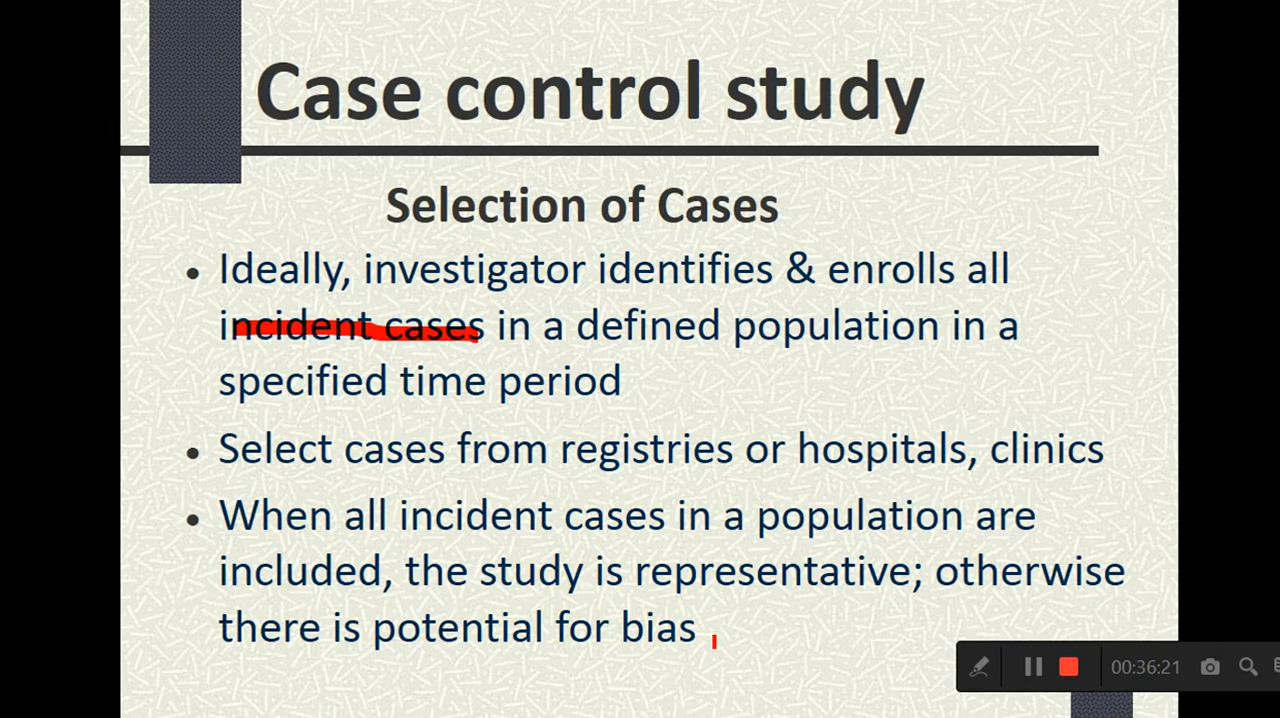 Case control study
Selection of Cases
• Ideally, investigator identifies & enrolls all
incident cases in a defined population in a
specified time period
• Select cases from registries or hospitals, clinics
• When all incident cases in a population are
included, the study is representative; otherwise
there is potential for bias
00:36:21